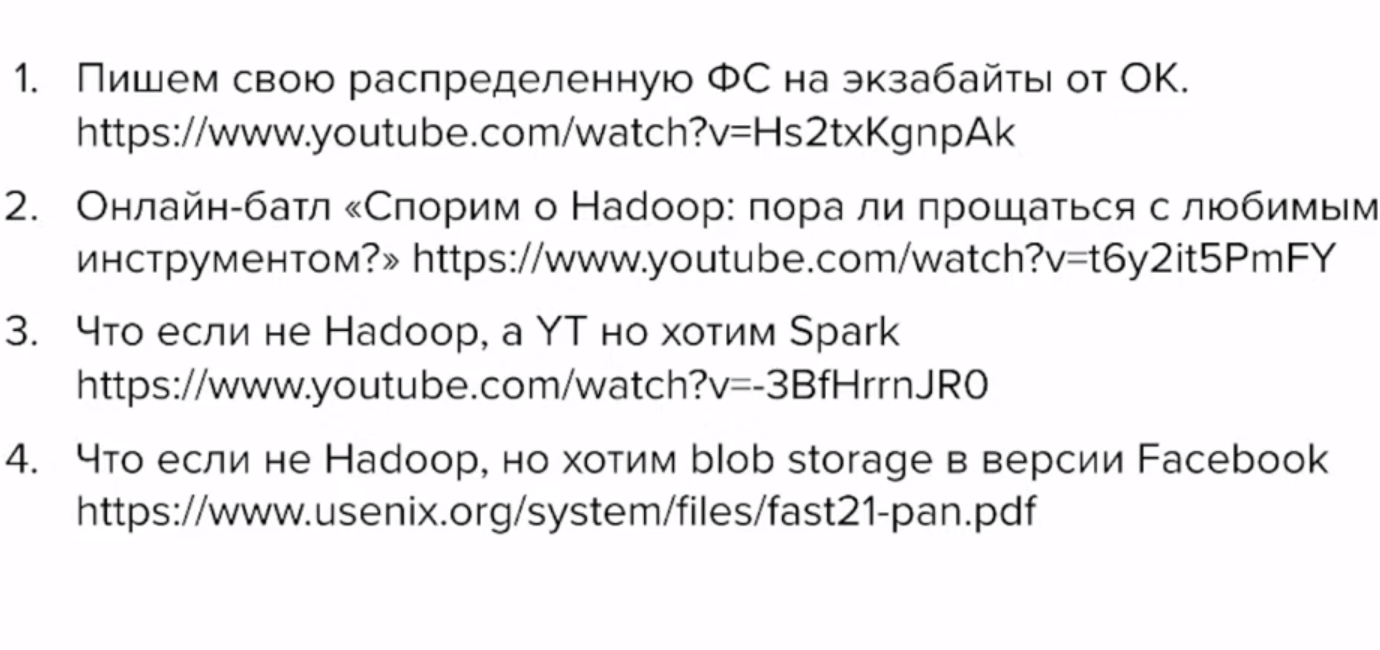 1. Пишем свою распределенную ФС на экзабайты от ОК.
https://www.youtube.com/watch?v=Hs2txKgnpAk
2. Онлайн-батл «Спорим о Hadoop: пора ли прощаться с любимым
инструментом?» https://www.youtube.com/watch?v=t6y2it5PmFY
3. Что если не Hadoop, а YT но хотим Spark
https://www.youtube.com/watch?v=-3BfHrrnJR0
4. Что если не Hadoop, но хотим blob storage в версии Facebook
https://www.usenix.org/system/files/fast21-pan.pdf